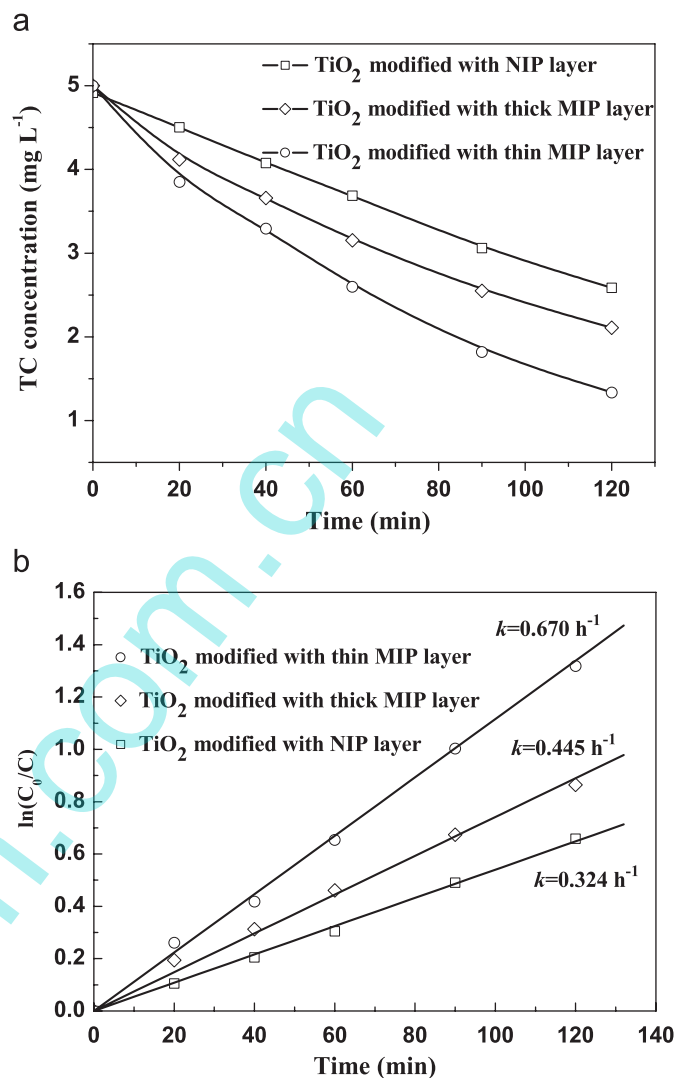 a
TiO2 modified with NIP layer
TiO2 modified with thick MIP layer
TiO2 modified with thin MIP layer
TC concentration (mg L-1)
5
4
3
2
1
0 20 40 60 80 100 120
Time (min)
b
1.6
1.4
1.2
1.0
0.8
0.6
0.4
0.2
0.0
ln(C0/C)
k=0.670 h-1
TiO2 modified with thin MIP layer
TiO2 modified with thick MIP layer
TiO2 modified with NIP layer
k=0.445 h-1
k=0.324 h-1
0 20 40 60 80 100 120 140
Time (min)
m.com.cn